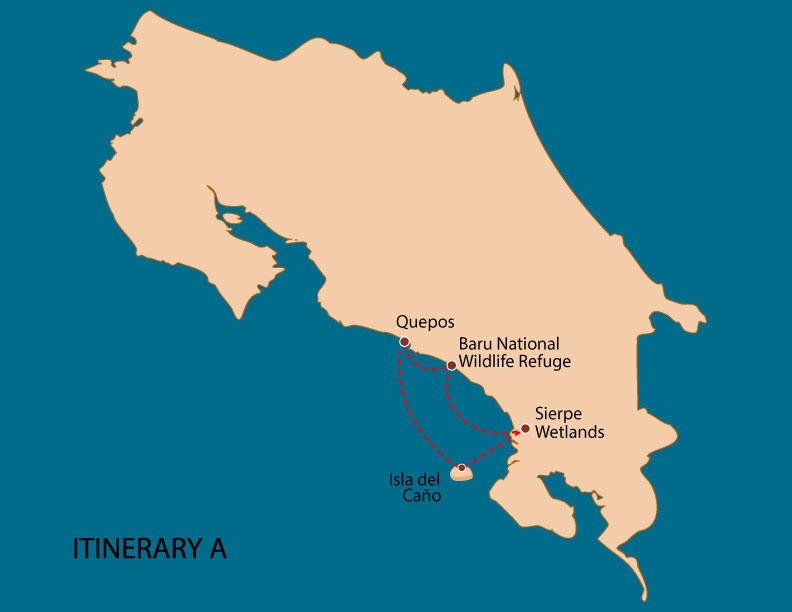 Quepos
Baru National
Wildlife Refuge
Sierpe
Wetlands
Isla del
Caño
ITINERARY A